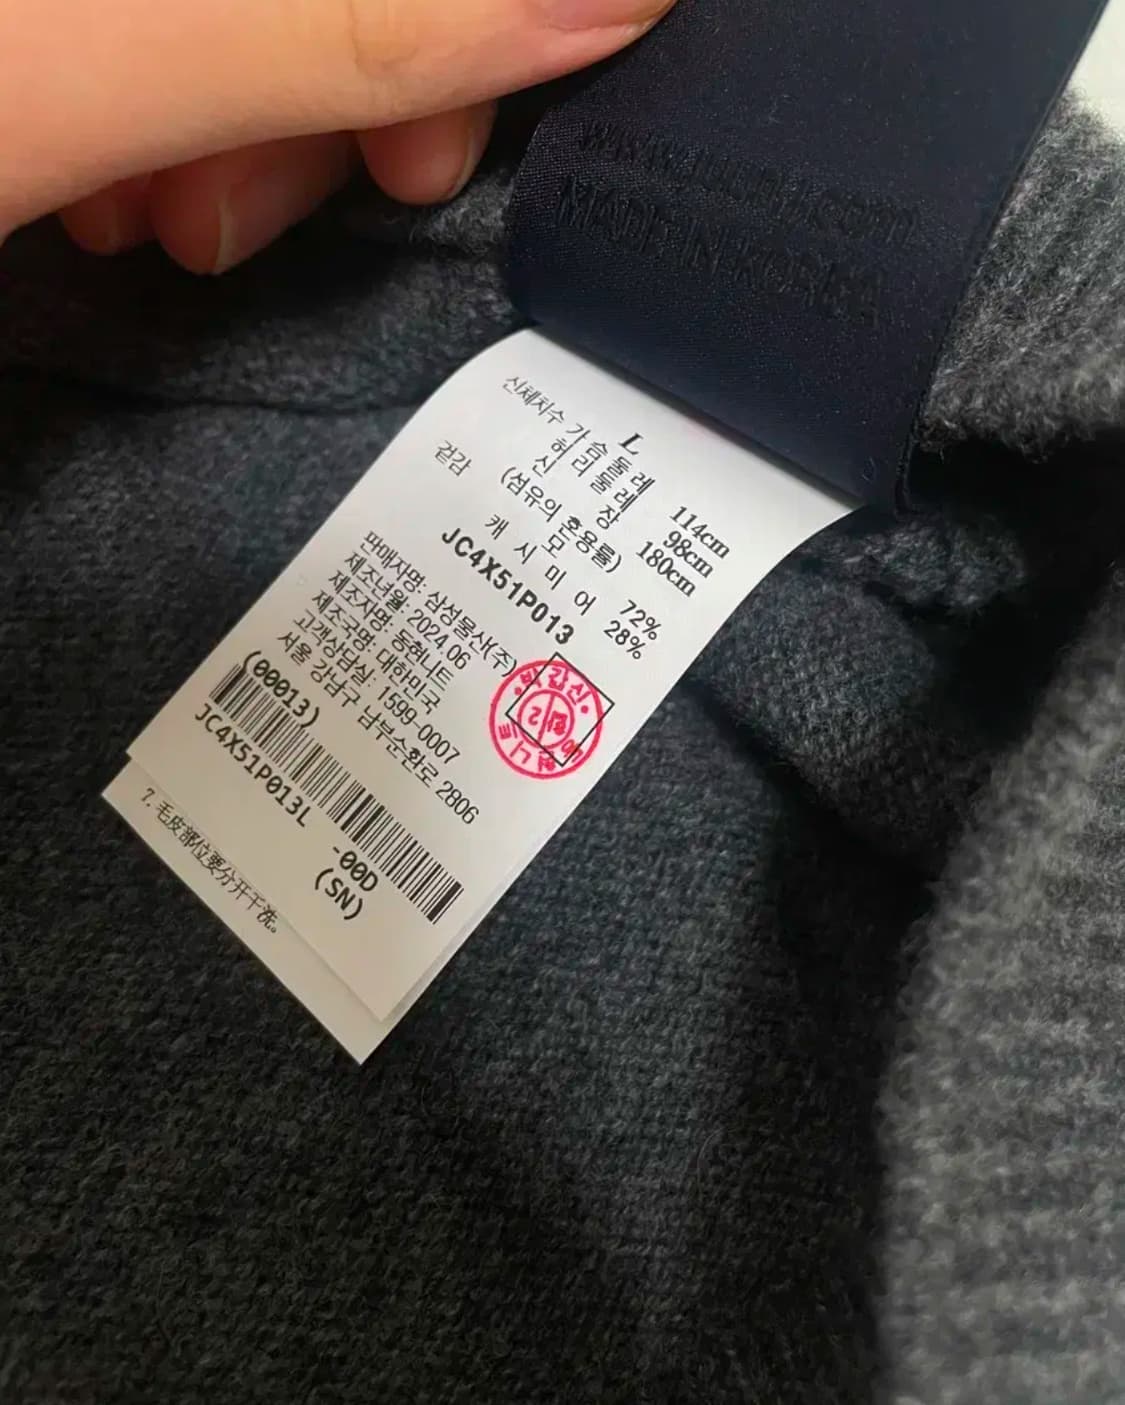 MADE IN KOREA
L
신체치수 가슴둘레 114cm
허리둘레 98cm
신 장 180cm
(섬유의 혼용률)
겉감 모 72%
캐 시 미 어 28%
JC4X51P013
판매자명: 삼성물산(주)
제조년월: 2024.06
제조자명: 동현니트
제조국명: 대한민국
고객상담실: 1599-0007
서울 강남구 남부순환로 2806
(00013)
JC4X51P013L
-00D
(SN)
7. 毛皮部位要分开干洗。